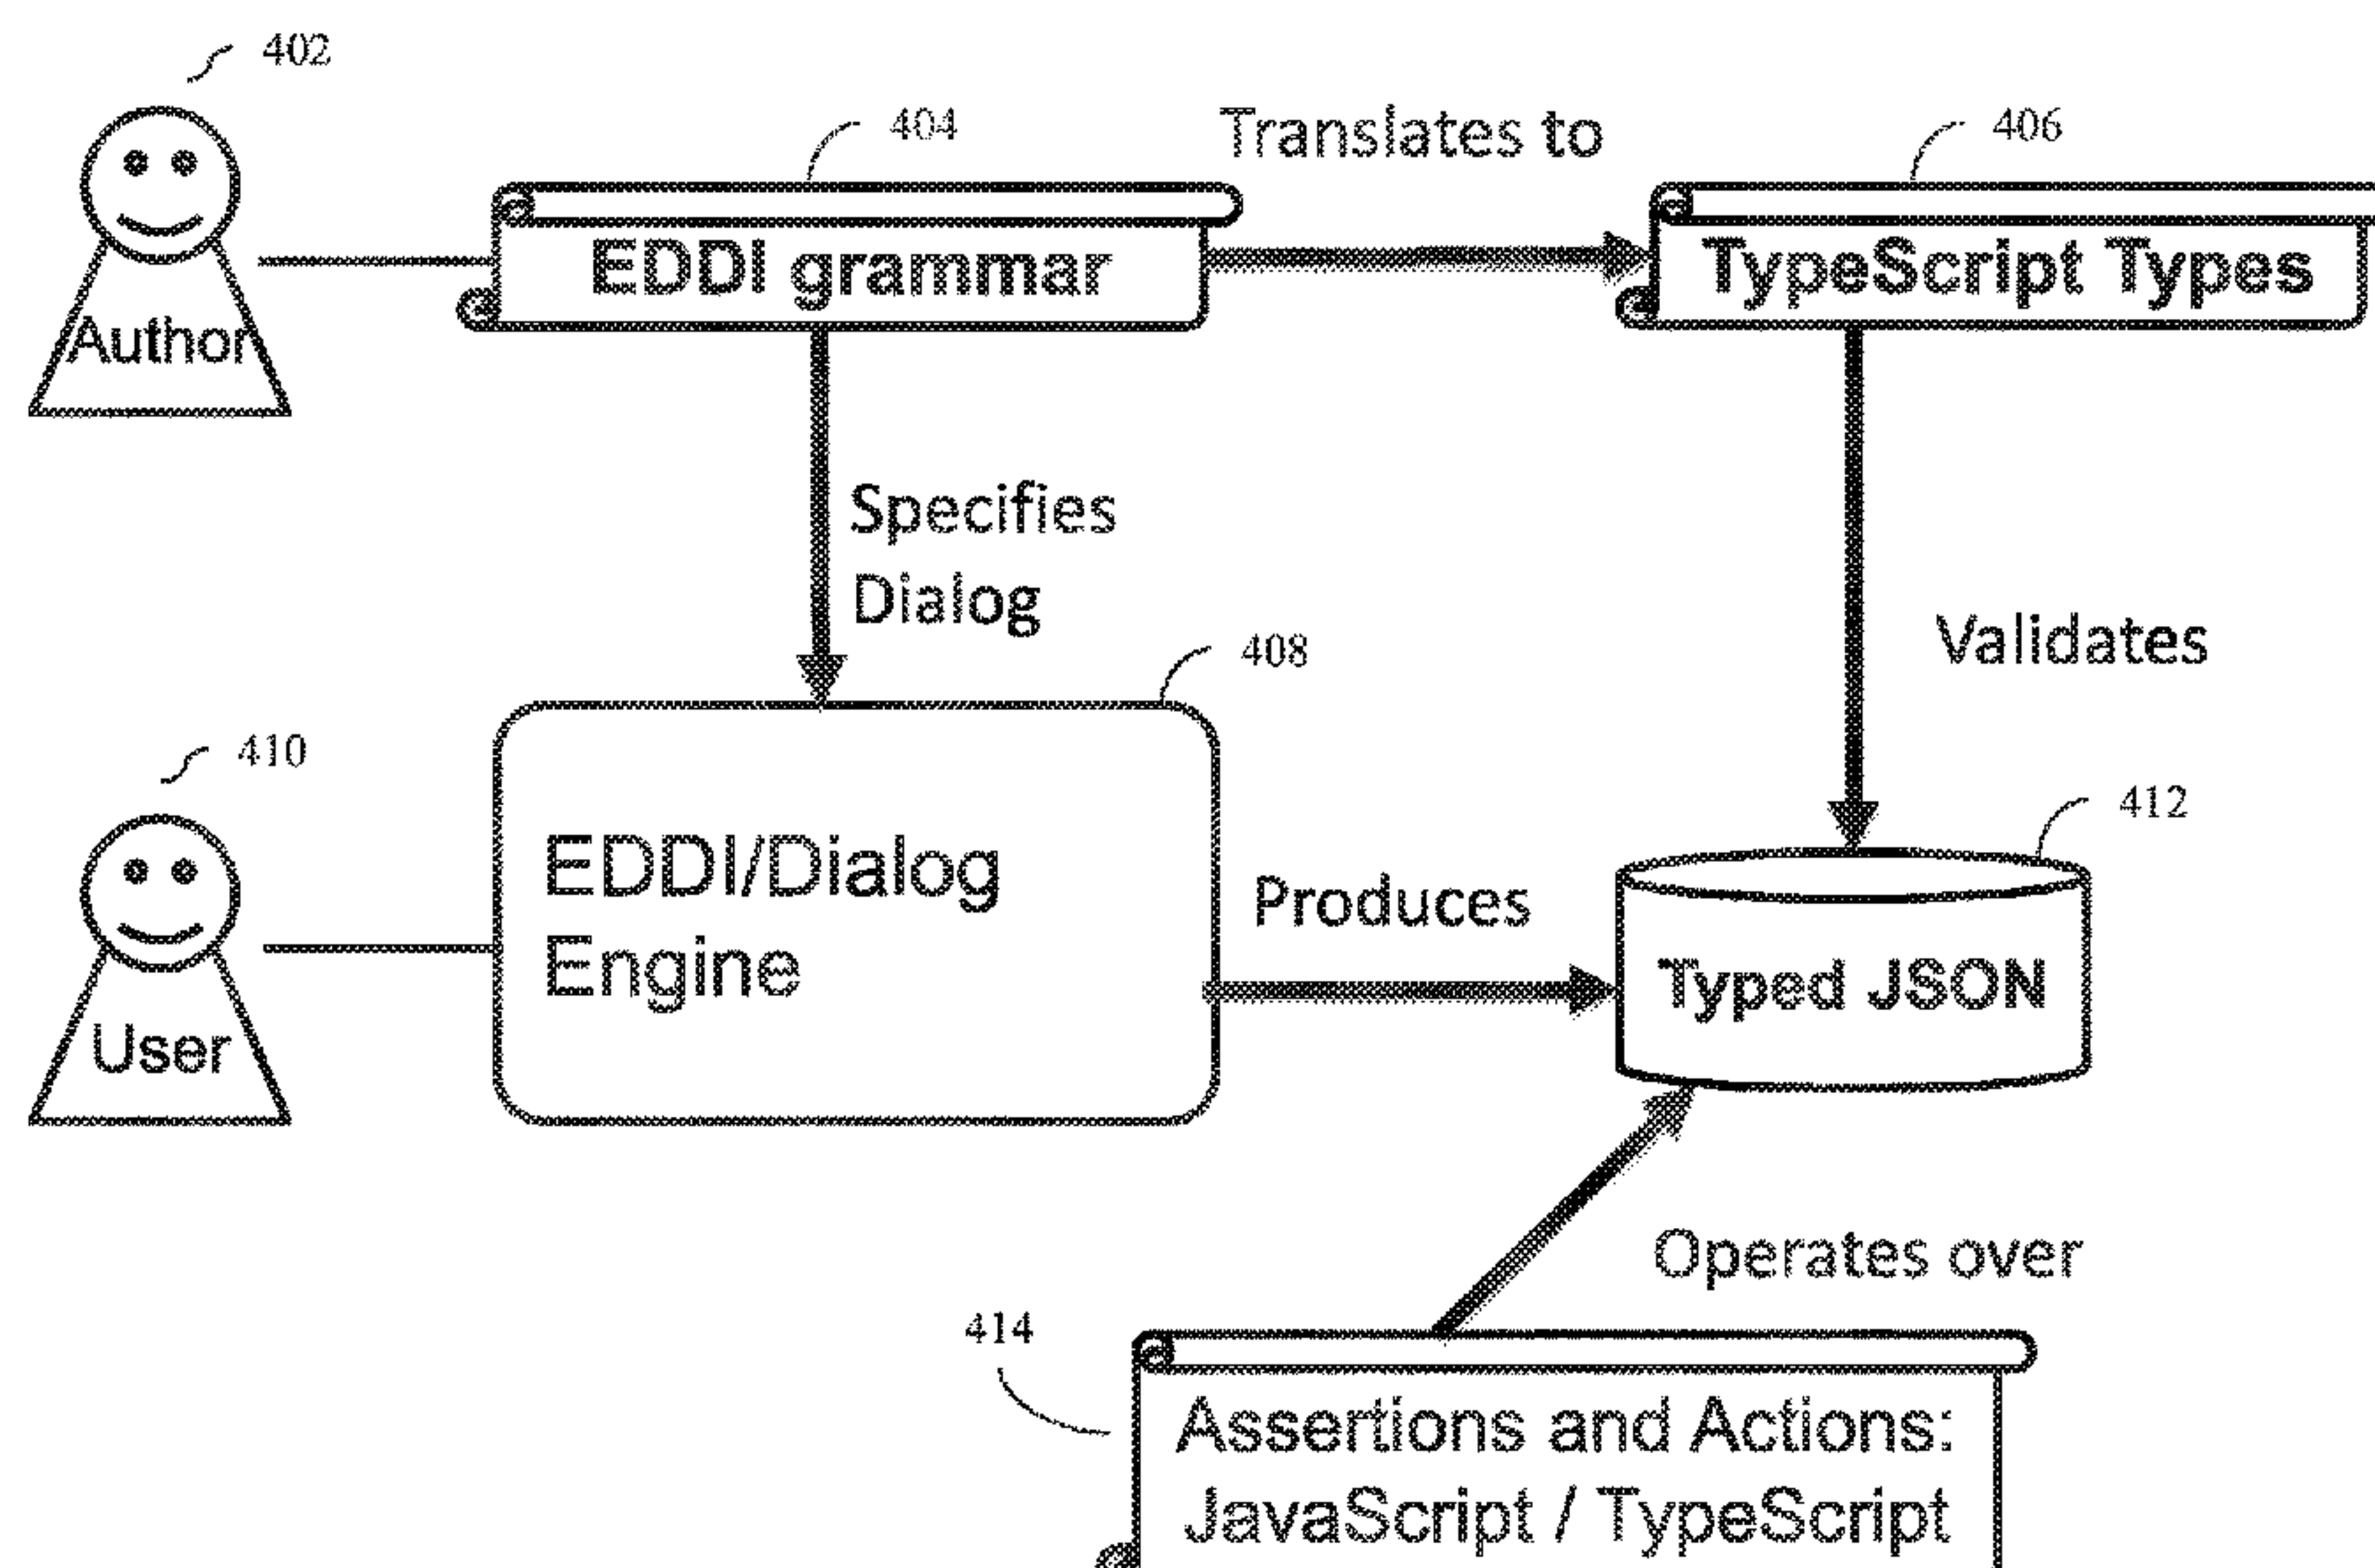 402
404
Translates to
406
EDDI grammar
TypeScript Types
Author
Specifies
Dialog
408
Validates
410
412
EDDI/Dialog
Engine
Produces
Typed JSON
User
Operates over
414
Assertions and Actions:
JavaScript / TypeScript